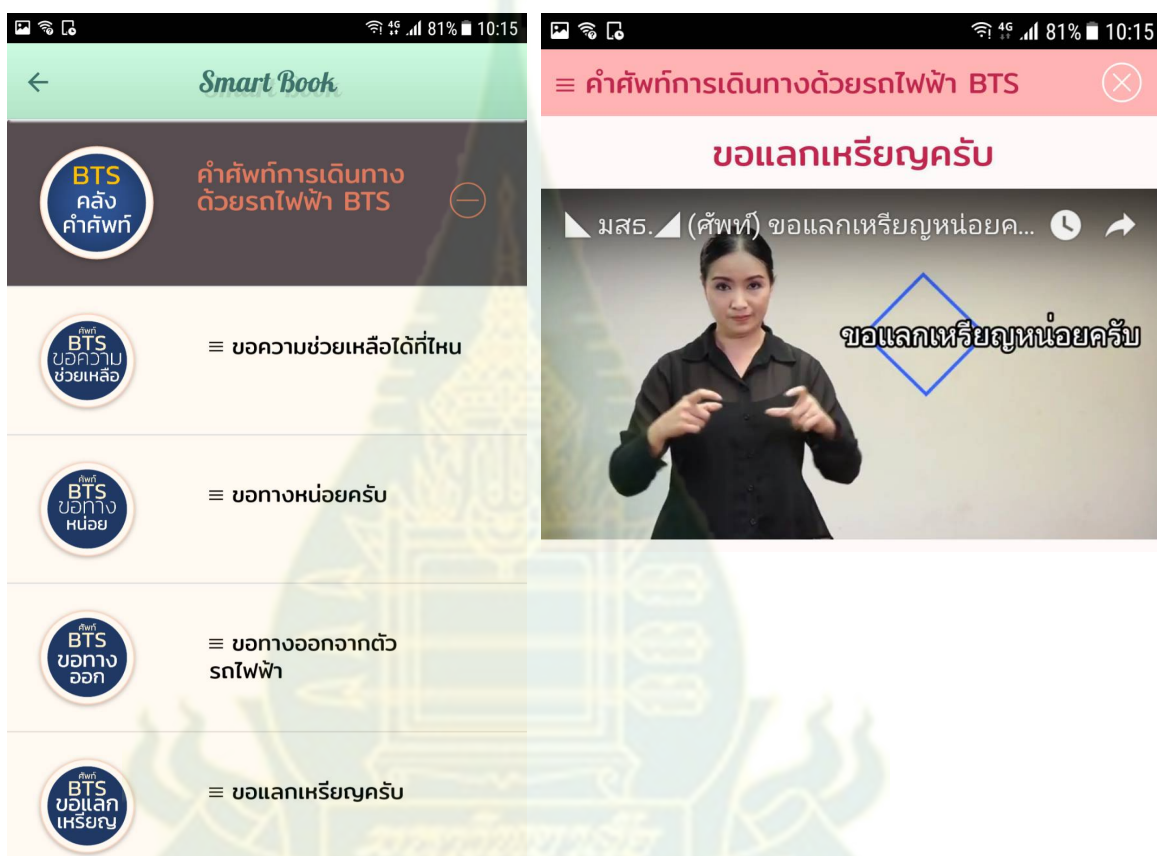 81% 10:15
Smart Book
BTS
คลัง
คำศัพท์
คำศัพท์การเดินทาง
ด้วยรถไฟฟ้า BTS
ศัพท์
BTS
ขอความ
ช่วยเหลือ
≡ ขอความช่วยเหลือได้ที่ไหน
ศัพท์
BTS
ขอทาง
หน่อย
≡ ขอทางหน่อยครับ
ศัพท์
BTS
ขอทาง
ออก
≡ ขอทางออกจากตัว
รถไฟฟ้า
ศัพท์
BTS
ขอแลก
เหรียญ
≡ ขอแลกเหรียญครับ
4G 81% 10:15
≡ คำศัพท์การเดินทางด้วยรถไฟฟ้า BTS
ขอแลกเหรียญครับ
มสธ. (ศัพท์) ขอแลกเหรียญหน่อยค...
ขอแลกเหรียญหน่อยครับ